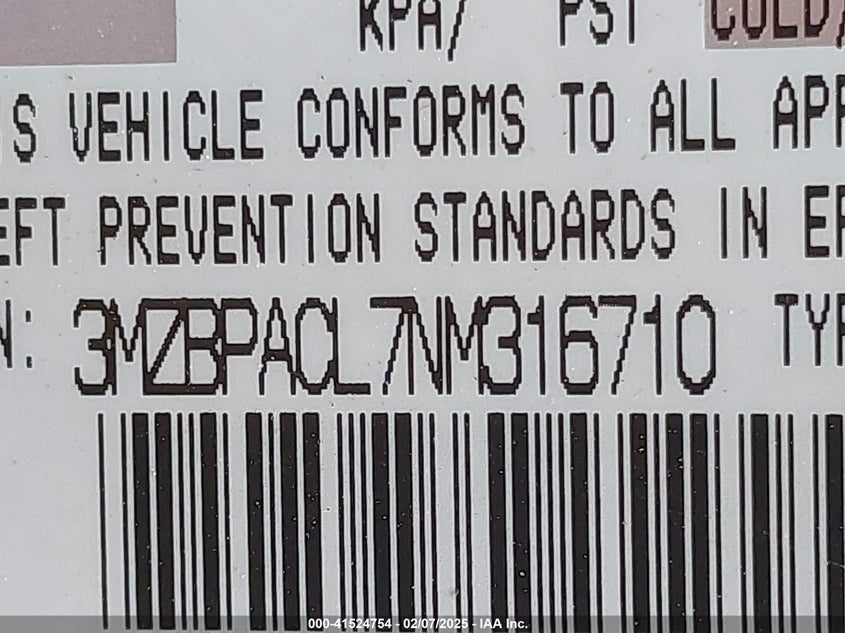 KPA/ PSI COLD/
S VEHICLE CONFORMS TO ALL APP
EFT PREVENTION STANDARDS IN EF
N: 3MZBPACL7NM316710 TYP
000-41524754 - 02/07/2025 - IAA Inc.